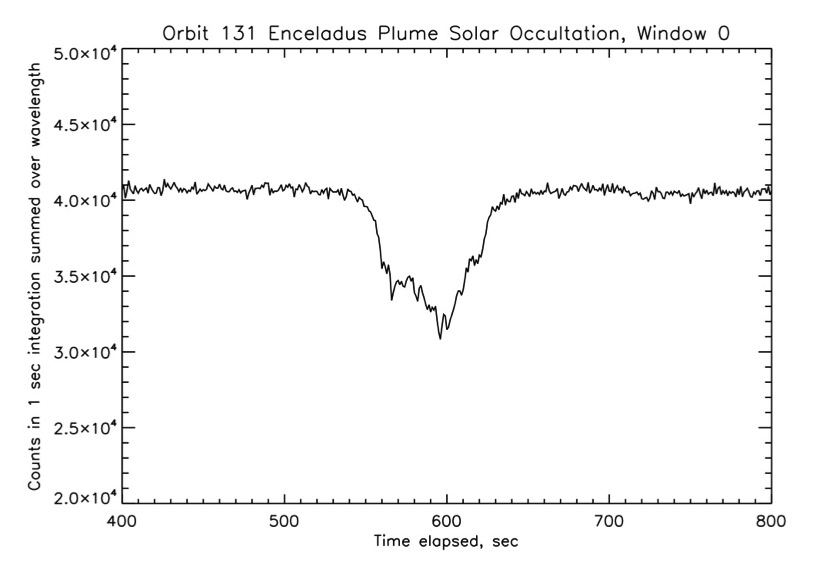 Orbit 131 Enceladus Plume Solar Occultation, Window 0
Counts in 1 sec integration summed over wavelength
5.0×10⁴
4.5×10⁴
4.0×10⁴
3.5×10⁴
3.0×10⁴
2.5×10⁴
2.0×10⁴
400 500 600 700 800
Time elapsed, sec